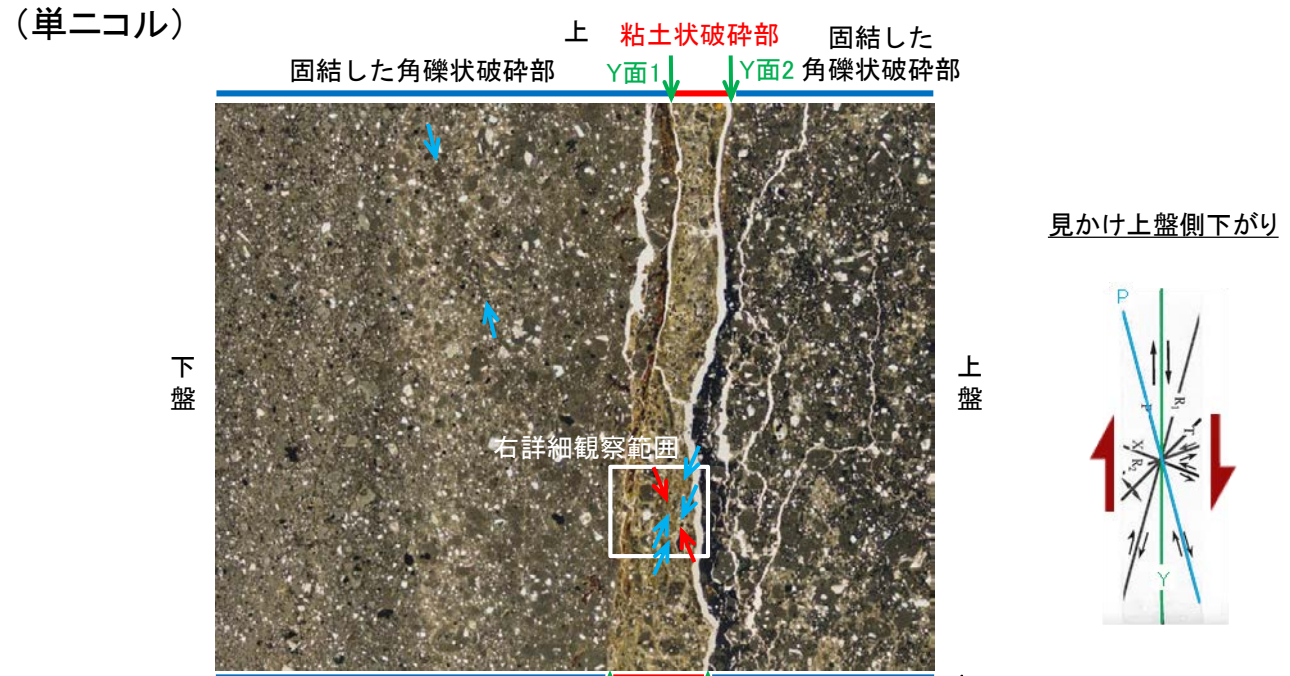 （単ニコル）
上
粘土状破砕部
固結した
角礫状破砕部
固結した角礫状破砕部
Y面1
Y面2
下盤
上盤
右詳細観察範囲
見かけ上盤側下がり
P
R1
P
T
X
R2
Y